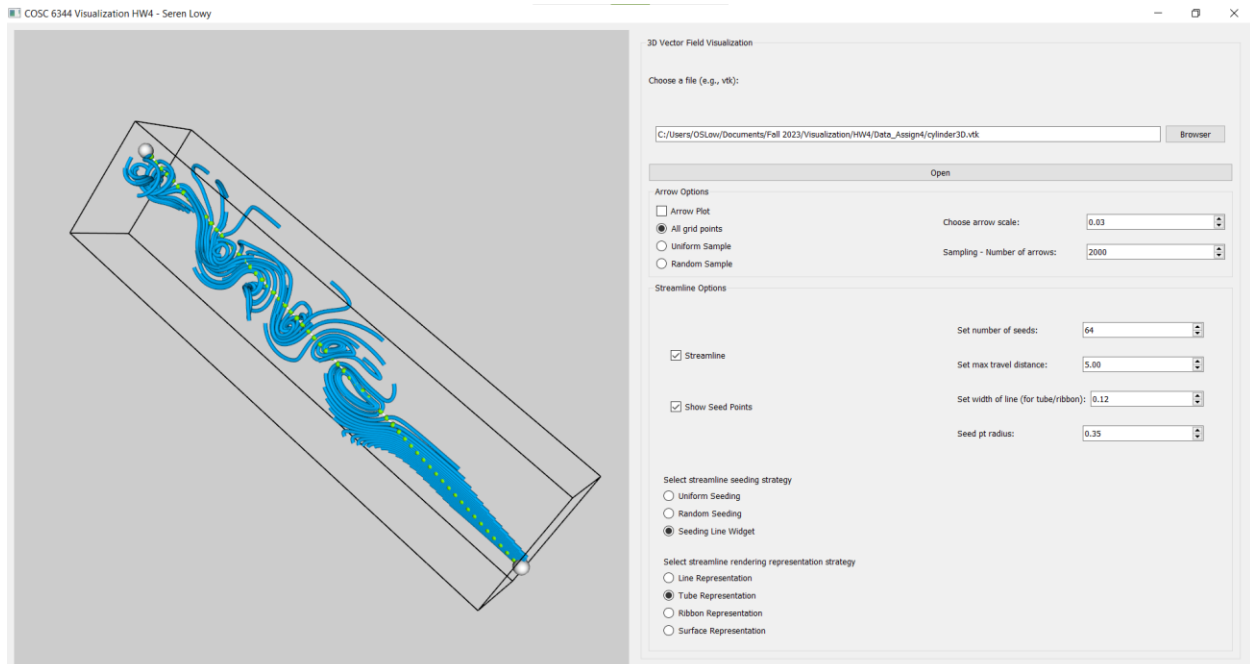 COSC 6344 Visualization HW4 - Seren Lowy
3D Vector Field Visualization
Choose a file (e.g., vtk):
C:/Users/OSLow/Documents/Fall 2023/Visualization/HW4/Data_Assign4/cylinder3D.vtk
Browser
Open
Arrow Options
Arrow Plot
All grid points
Uniform Sample
Random Sample
Choose arrow scale:
0.03
Sampling - Number of arrows:
2000
Streamline Options
Streamline
Show Seed Points
Set number of seeds:
64
Set max travel distance:
5.00
Set width of line (for tube/ribbon):
0.12
Seed pt radius:
0.35
Select streamline seeding strategy
Uniform Seeding
Random Seeding
Seeding Line Widget
Select streamline rendering representation strategy
Line Representation
Tube Representation
Ribbon Representation
Surface Representation